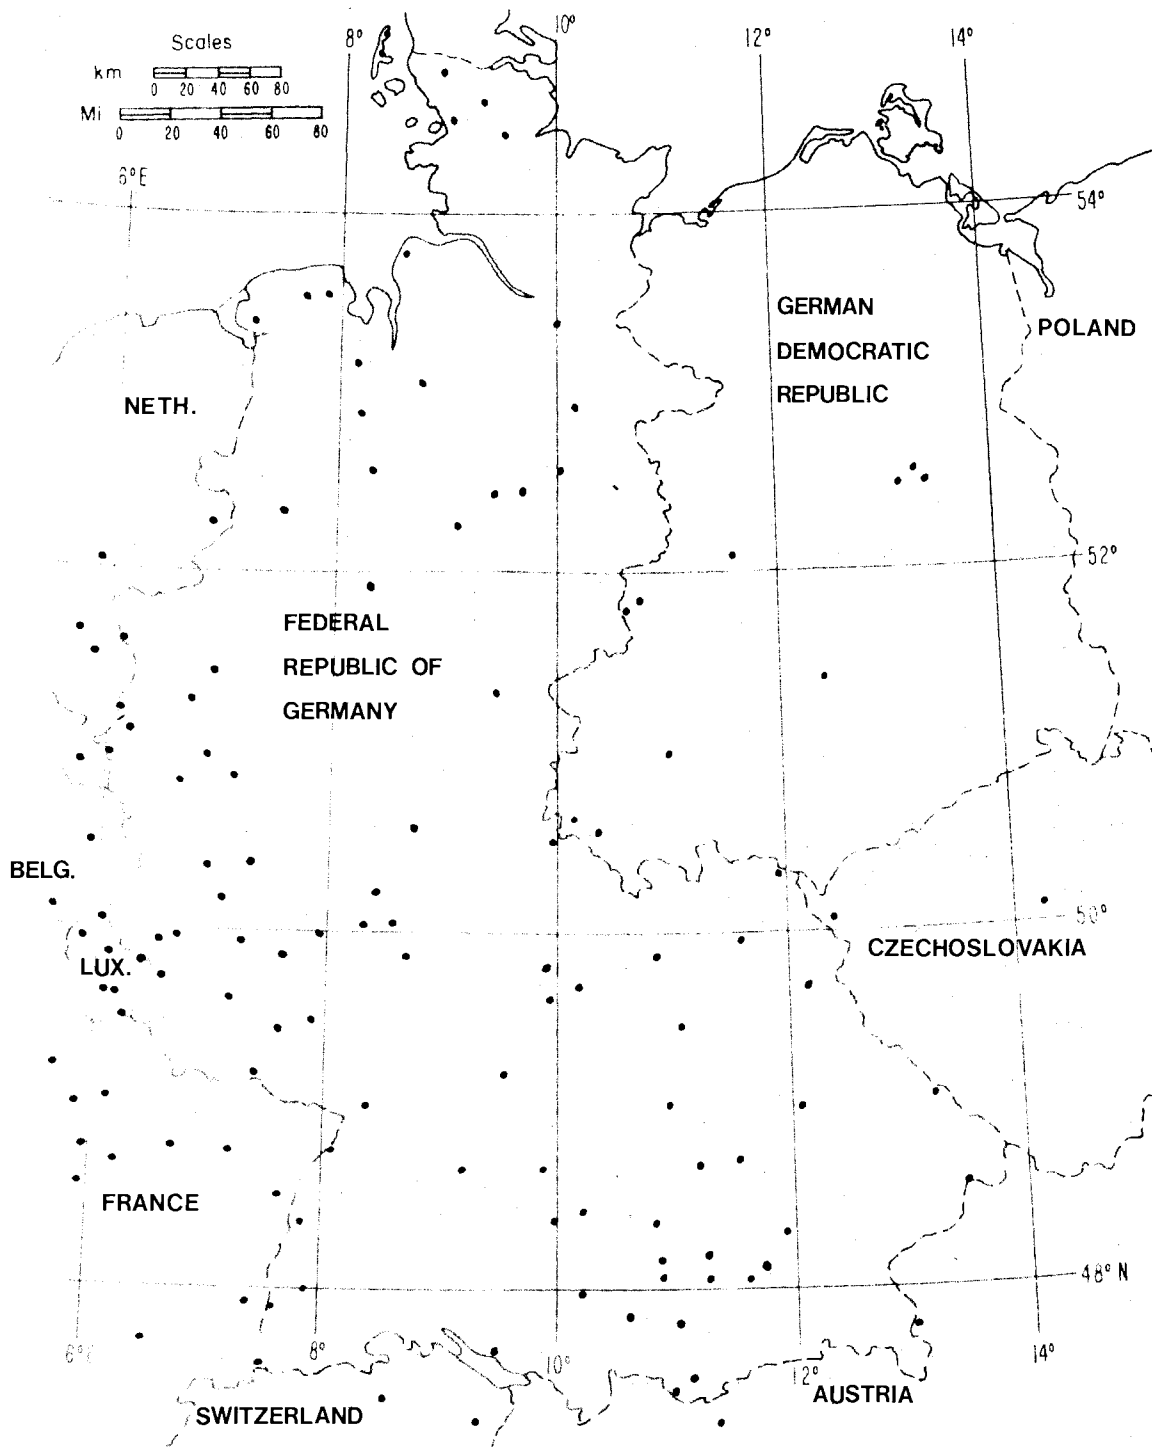 8° 10° 12° 14°
Scales
km
0 20 40 60 80
Mi
0 20 40 60 80
6°E
54°
GERMAN
DEMOCRATIC
REPUBLIC
POLAND
NETH.
52°
FEDERAL
REPUBLIC OF
GERMANY
BELG.
50°
CZECHOSLOVAKIA
LUX.
FRANCE
48° N
8° 10° 12° 14°
AUSTRIA
SWITZERLAND